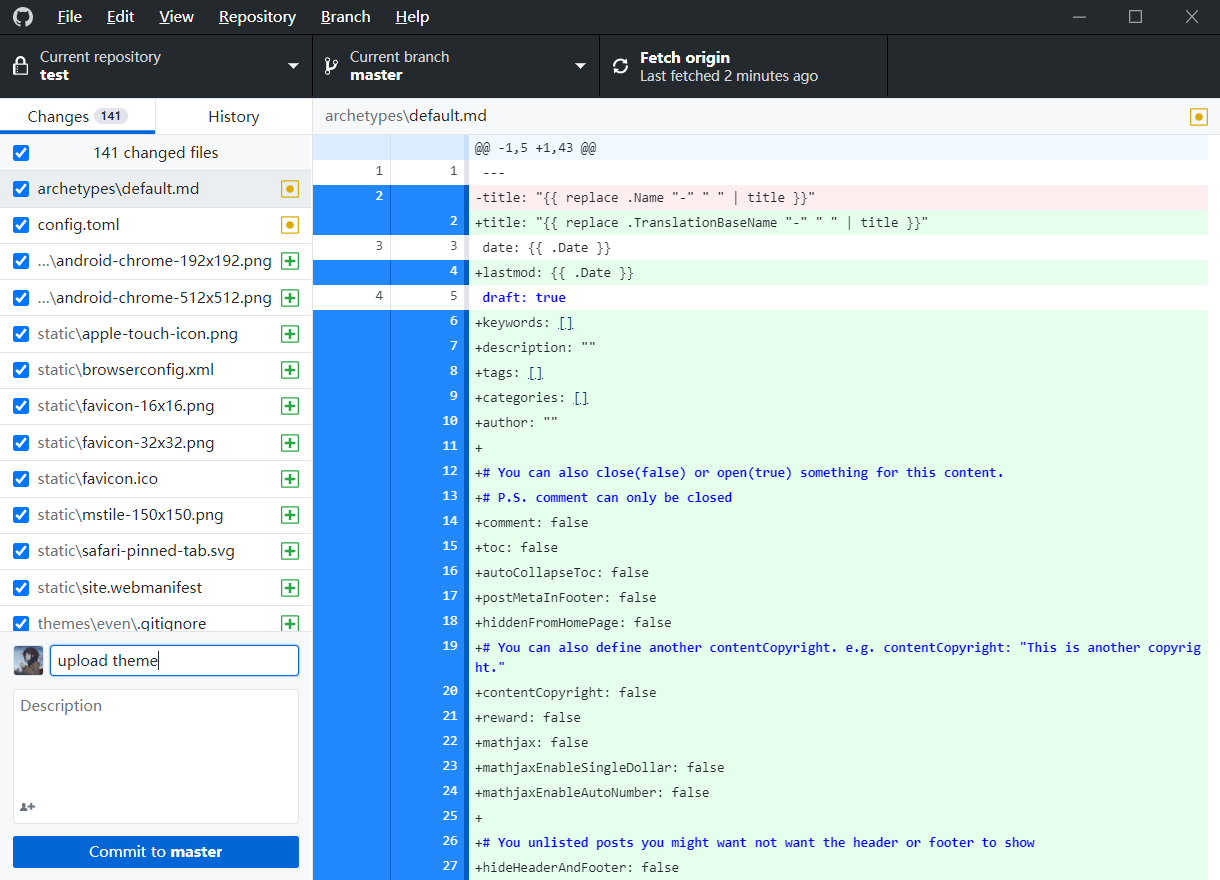 File Edit View Repository Branch Help
Current repository
test
Current branch
master
Fetch origin
Last fetched 2 minutes ago
Changes 141
History
141 changed files
archetypes\default.md
config.toml
...\android-chrome-192x192.png
...\android-chrome-512x512.png
static\apple-touch-icon.png
static\browserconfig.xml
static\favicon-16x16.png
static\favicon-32x32.png
static\favicon.ico
static\mstile-150x150.png
static\safari-pinned-tab.svg
static\site.webmanifest
themes\even\.gitignore
upload theme
Description
Commit to master
archetypes\default.md
@@ -1,5 +1,43 @@
1 1 ---
2 -title: "{{ replace .Name "-" " " | title }}"
2 +title: "{{ replace .TranslationBaseName "-" " " | title }}"
3 3 date: {{ .Date }}
4 +lastmod: {{ .Date }}
4 5 draft: true
6 +keywords: []
7 +description: ""
8 +tags: []
9 +categories: []
10 +author: ""
11 +
12 +# You can also close(false) or open(true) something for this content.
13 +# P.S. comment can only be closed
14 +comment: false
15 +toc: false
16 +autoCollapseToc: false
17 +postMetaInFooter: false
18 +hiddenFromHomePage: false
19 +# You can also define another contentCopyright. e.g. contentCopyright: "This is another copyrig
ht."
20 +contentCopyright: false
21 +reward: false
22 +mathjax: false
23 +mathjaxEnableSingleDollar: false
24 +mathjaxEnableAutoNumber: false
25 +
26 +# You unlisted posts you might want not want the header or footer to show
27 +hideHeaderAndFooter: false